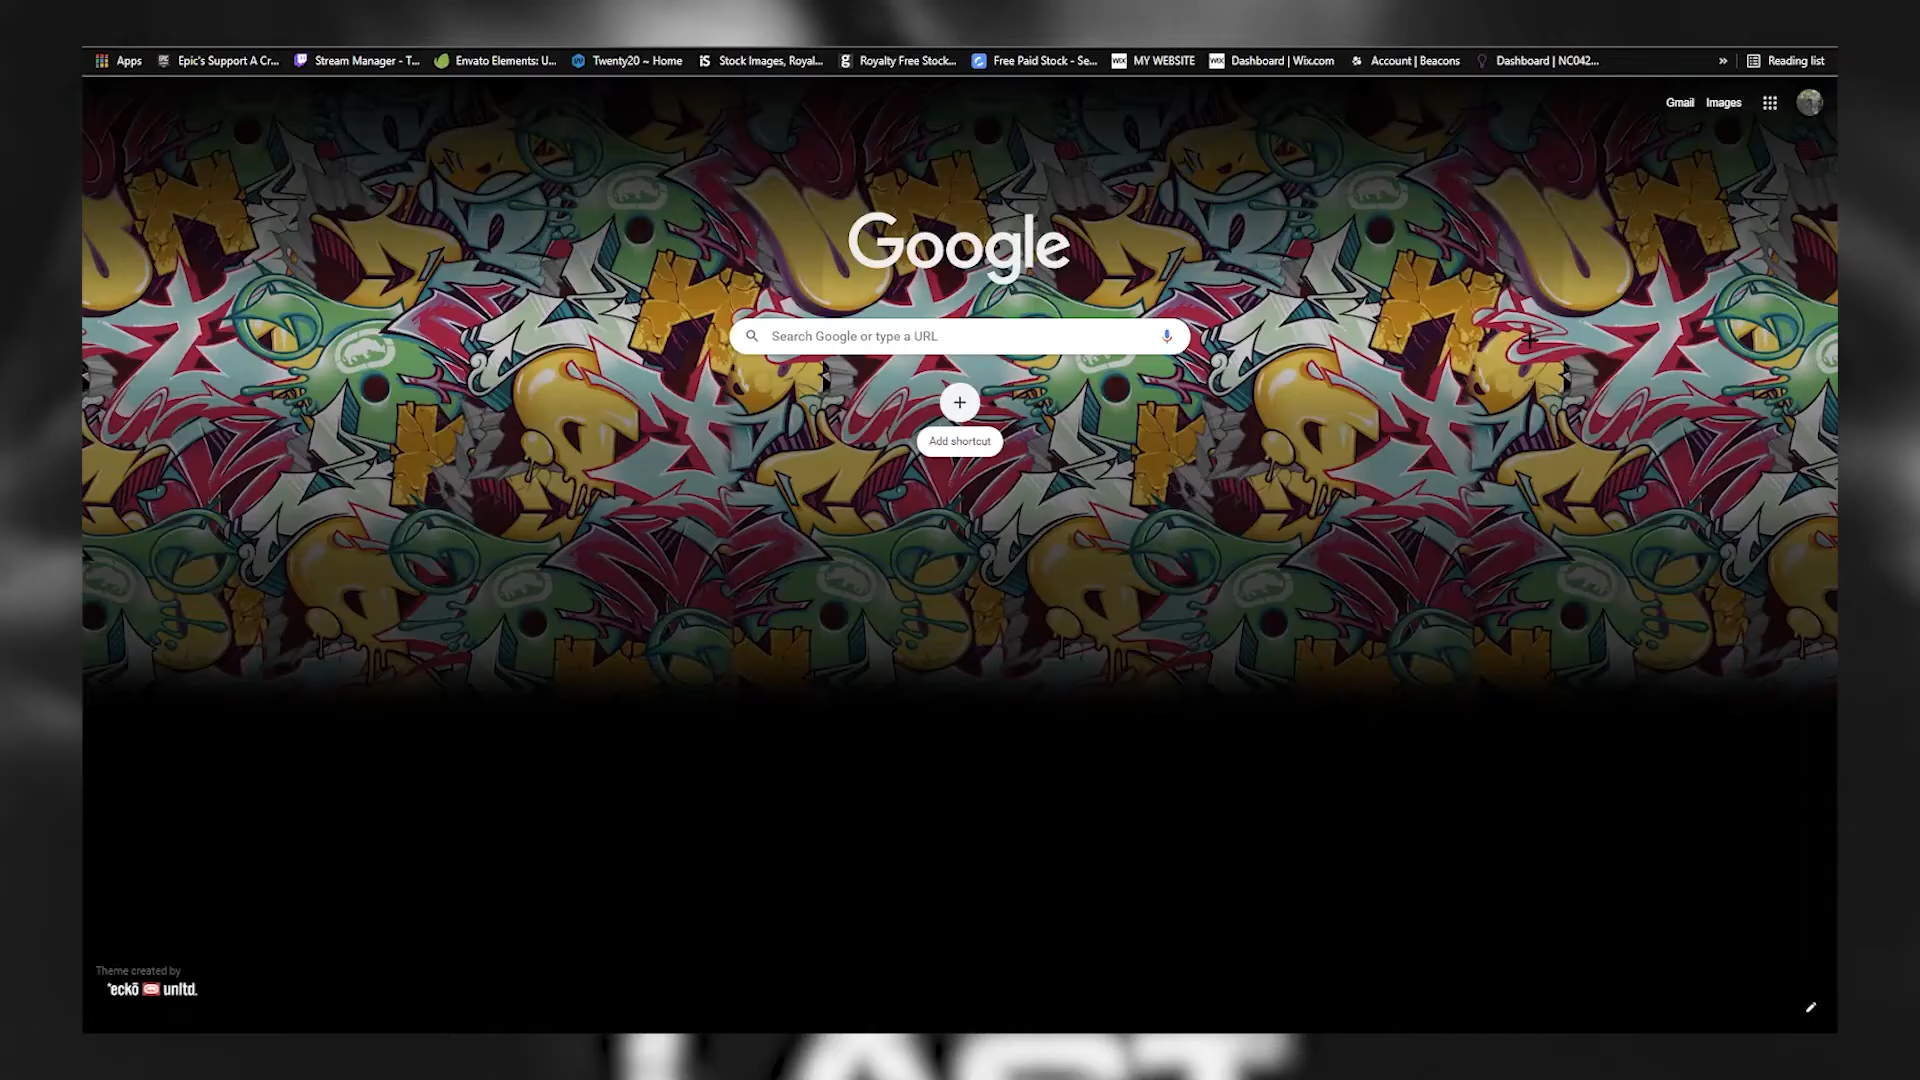 Apps Epic's Support A Cr... Stream Manager - T... Envato Elements: U... Twenty20 ~ Home Stock Images, Royal... Royalty Free Stock... Free Paid Stock - Se... MY WEBSITE Dashboard | Wix.com Account | Beacons Dashboard | NC042... » Reading list
Gmail Images
Google
Search Google or type a URL
Add shortcut
Theme created by
*eckō unltd.